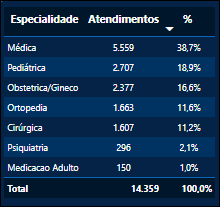 Especialidade Atendimentos %
Médica 5.559 38,7%
Pediátrica 2.707 18,9%
Obstetrica/Gineco 2.377 16,6%
Ortopedia 1.663 11,6%
Cirúrgica 1.607 11,2%
Psiquiatria 296 2,1%
Medicacao Adulto 150 1,0%
Total 14.359 100,0%